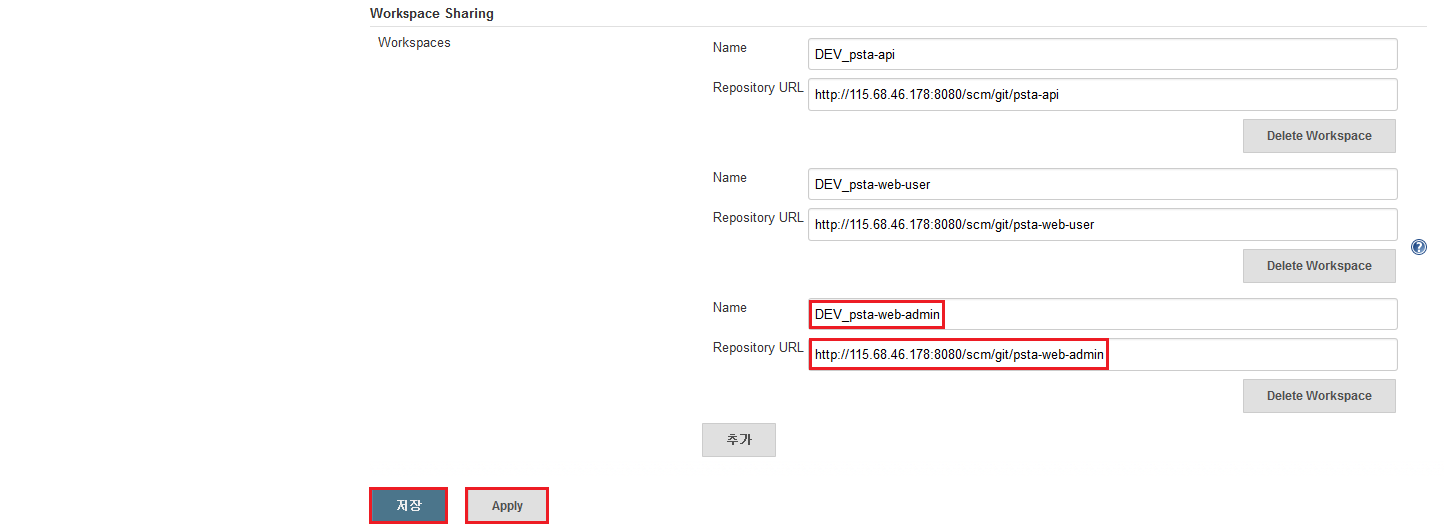 Workspace Sharing
Workspaces
Name
DEV_psta-api
Repository URL
http://115.68.46.178:8080/scm/git/psta-api
Delete Workspace
Name
DEV_psta-web-user
Repository URL
http://115.68.46.178:8080/scm/git/psta-web-user
?
Delete Workspace
Name
DEV_psta-web-admin
Repository URL
http://115.68.46.178:8080/scm/git/psta-web-admin
Delete Workspace
추가
저장
Apply